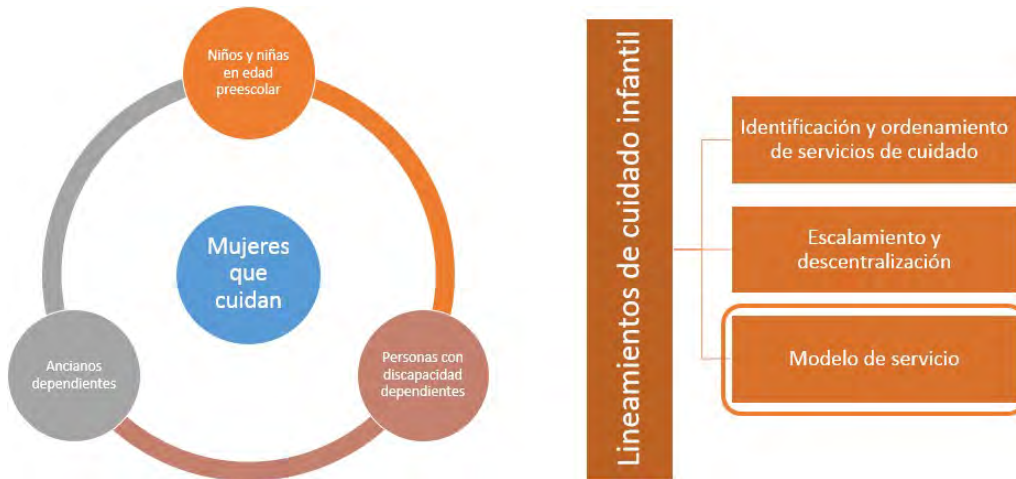 Niños y niñas
en edad
preescolar
Mujeres
que
cuidan
Ancianos
dependientes
Personas con
discapacidad
dependientes
Lineamientos de cuidado infantil
Identificación y ordenamiento
de servicios de cuidado
Escalamiento y
descentralización
Modelo de servicio